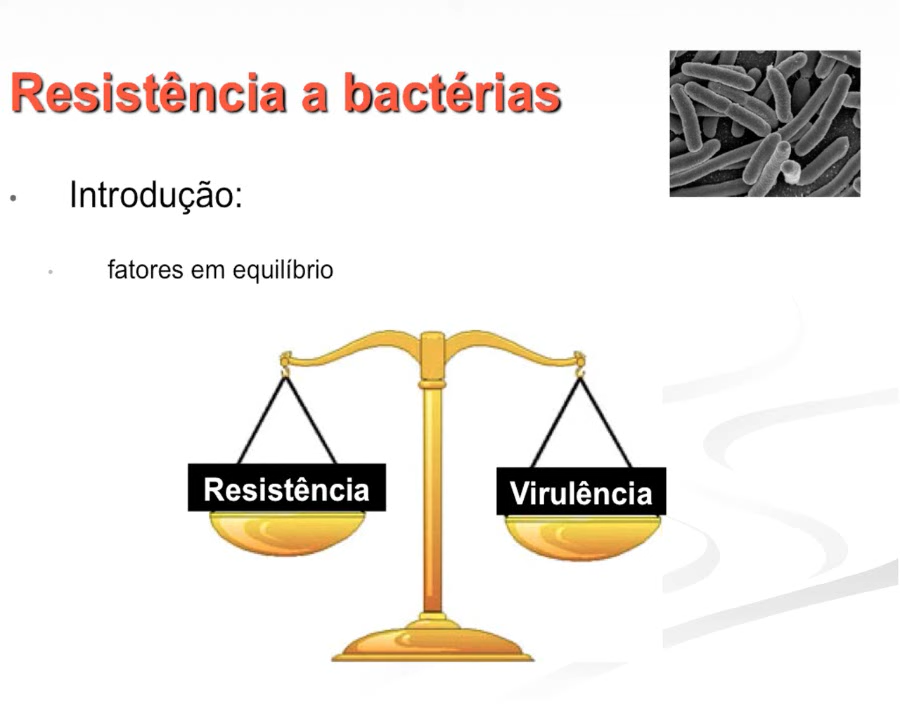 Resistência a bactérias
Introdução:
fatores em equilíbrio
Resistência
Virulência